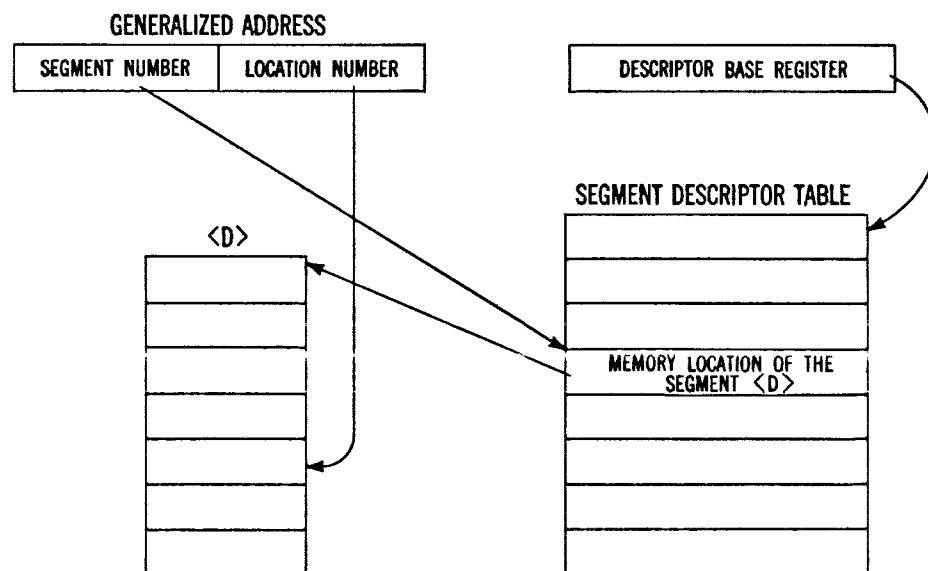 GENERALIZED ADDRESS
SEGMENT NUMBER
LOCATION NUMBER
DESCRIPTOR BASE REGISTER
SEGMENT DESCRIPTOR TABLE
<D>
MEMORY LOCATION OF THE
SEGMENT <D>